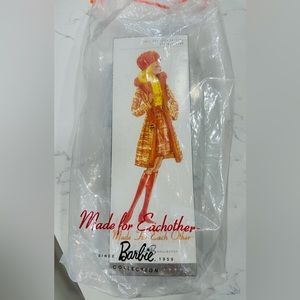 Made for Eachother
Made For Each Other
SINCE Barbie 1959
COLLECTION